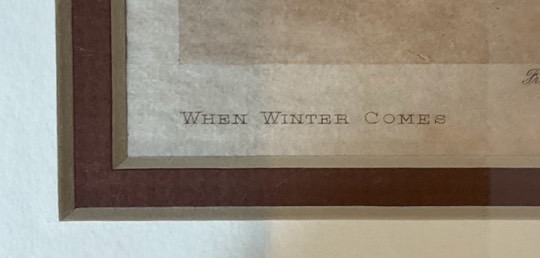 When Winter Comes